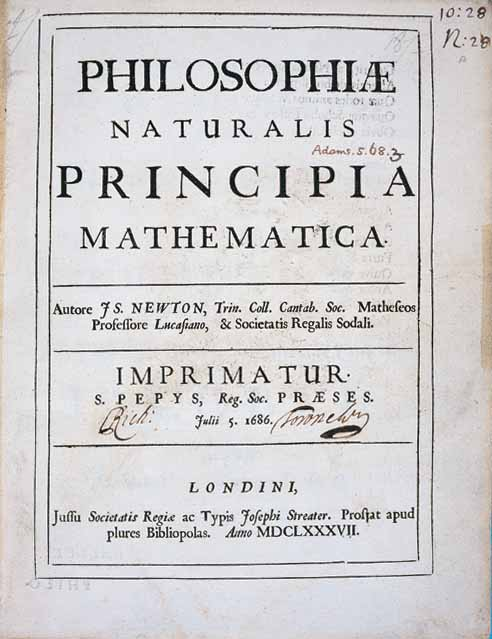 10:28
N:28
PHILOSOPHIÆ
NATURALIS
Adams.5.68.3
PRINCIPIA
MATHEMATICA.
Autore JS. NEWTON, Trin. Coll. Cantab. Soc. Matheseos
Professore Lucasiano, & Societatis Regalis Sodali.
IMPRIMATUR.
S. PEPYS, Reg. Soc. PRÆSES.
Rich:
Julii 5. 1686.
LONDINI,
Jussu Societatis Regiæ ac Typis Josephi Streater. Prostat apud
plures Bibliopolas. Anno MDCLXXXVII.